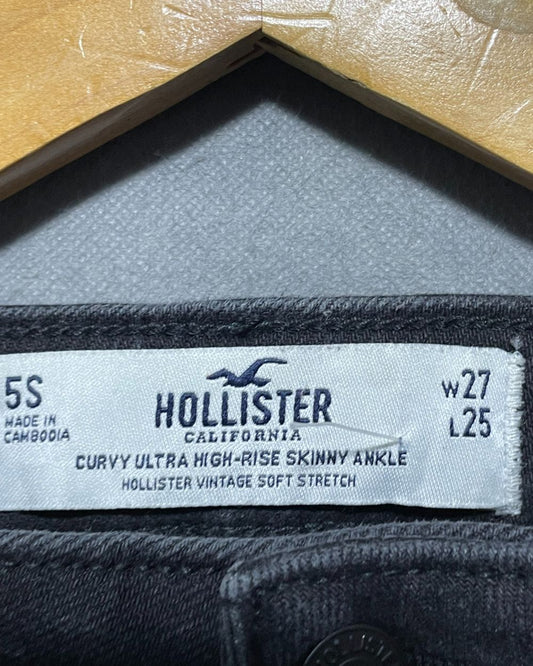 5S
MADE IN
CAMBODIA
HOLLISTER
CALIFORNIA
CURVY ULTRA HIGH-RISE SKINNY ANKLE
HOLLISTER VINTAGE SOFT STRETCH
W27
L25